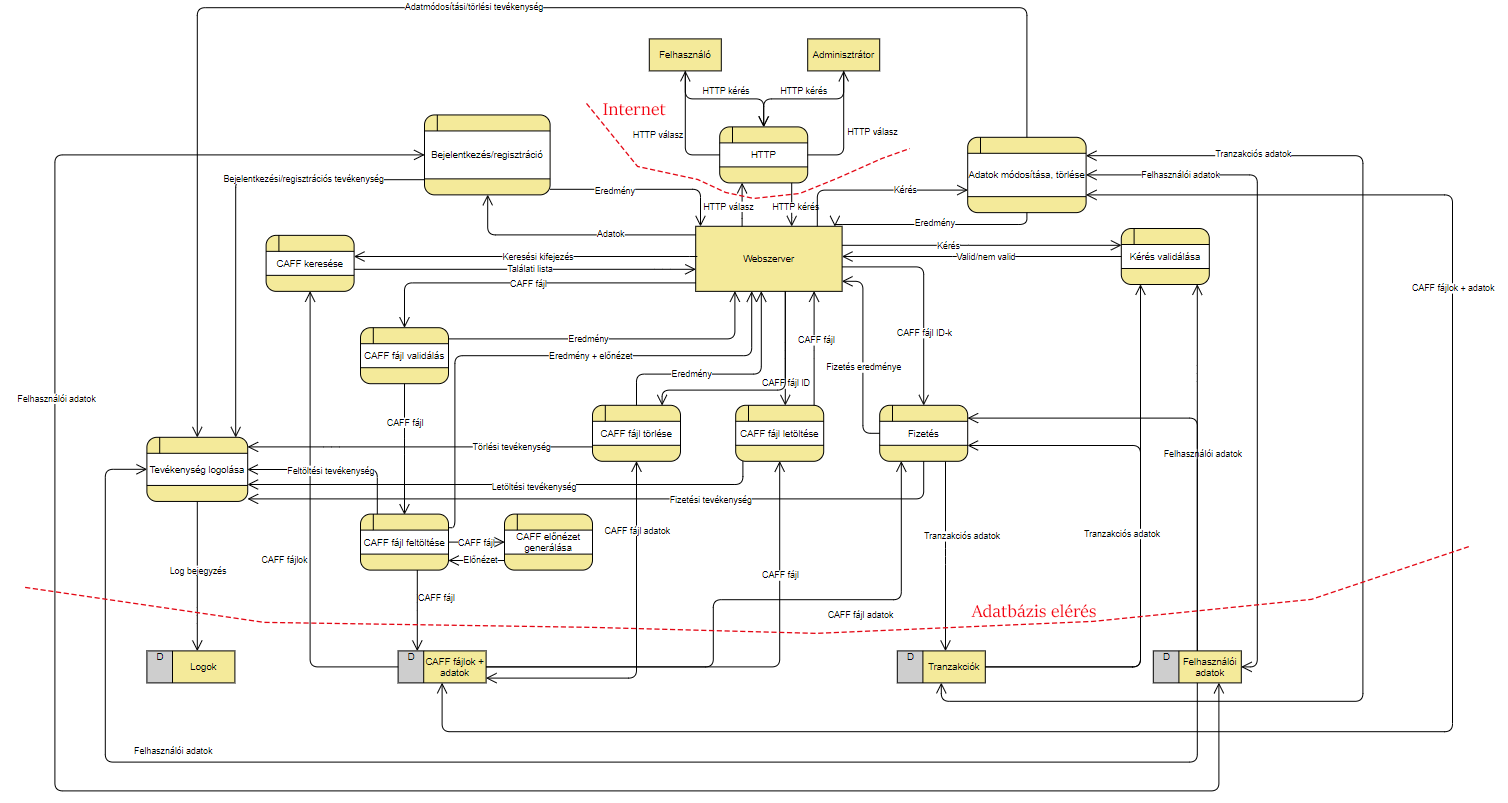 Adatmódosítási/törlési tevékenység
Felhasználó
Adminisztrátor
HTTP kérés
HTTP kérés
Internet
HTTP válasz
HTTP válasz
HTTP
Bejelentkezés/regisztráció
Tranzakciós adatok
Adatok módosítása, törlése
Felhasználói adatok
Bejelentkezési/regisztrációs tevékenység
Eredmény
Kérés
HTTP válasz
HTTP kérés
Eredmény
Adatok
Kérés
Keresési kifejezés
Webszerver
Valid/nem valid
Kérés validálása
CAFF keresése
Találati lista
CAFF fájl
CAFF fájlok + adatok
CAFF fájl ID-k
Eredmény
CAFF fájl
CAFF fájl validálás
Eredmény + előnézet
Fizetés eredménye
Eredmény
CAFF fájl ID
Felhasználói adatok
CAFF fájl
CAFF fájl törlése
CAFF fájl letöltése
Fizetés
Törlési tevékenység
Felhasználói adatok
Tevékenység logolása
Feltöltési tevékenység
Letöltési tevékenység
Fizetési tevékenység
CAFF fájl adatok
Tranzakciós adatok
Tranzakciós adatok
CAFF fájl feltöltése
CAFF fájl
CAFF előnézet
generálása
CAFF fájlok
Előnézet
Log bejegyzés
CAFF fájl
CAFF fájl
CAFF fájl adatok
Adatbázis elérés
D
Logok
D
CAFF fájlok +
adatok
D
Tranzakciók
D
Felhasználói
adatok
Felhasználói adatok